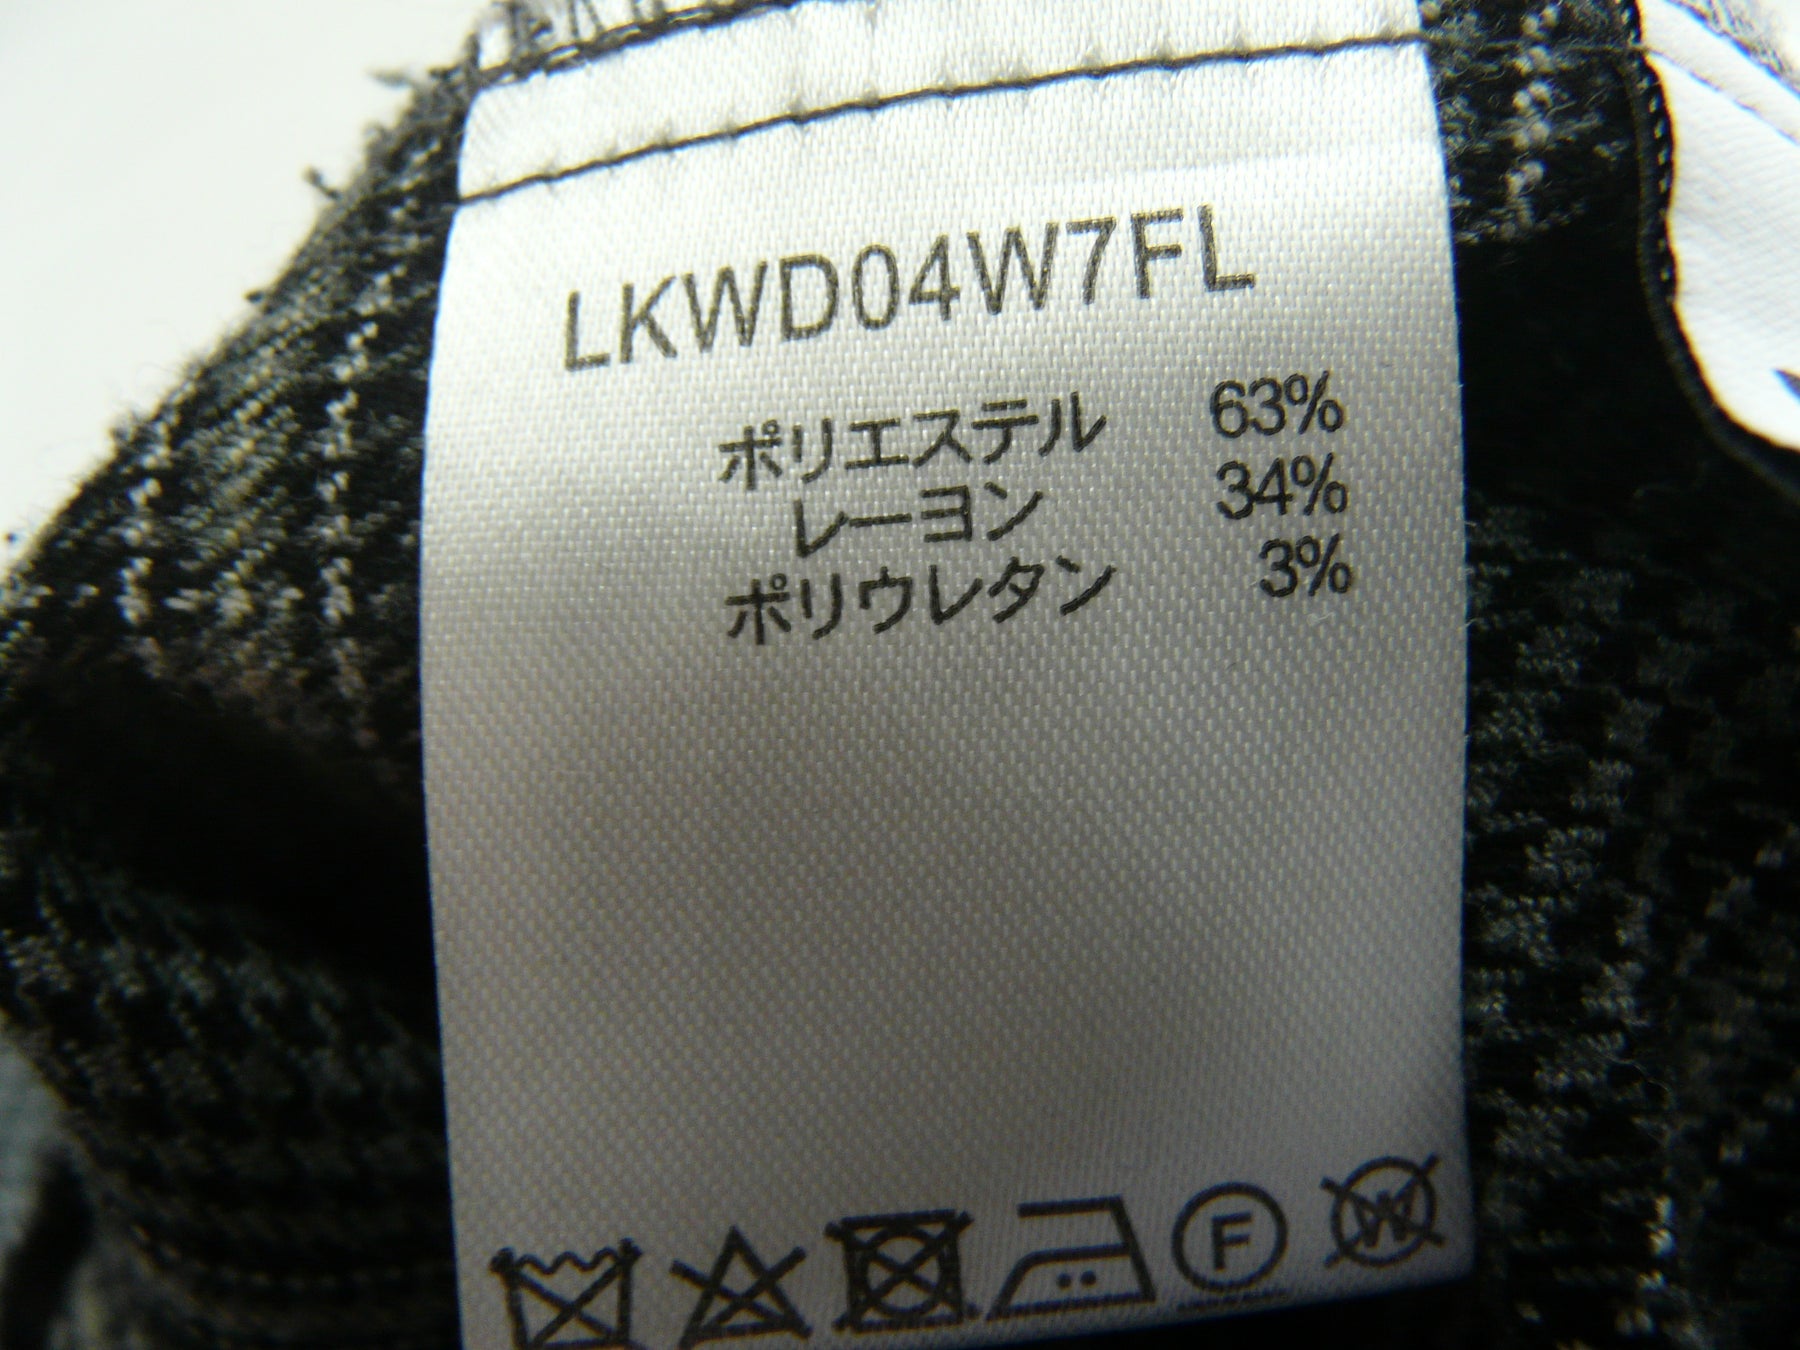 LKWD04W7FL
ポリエステル 63%
レーヨン 34%
ポリウレタン 3%
F W